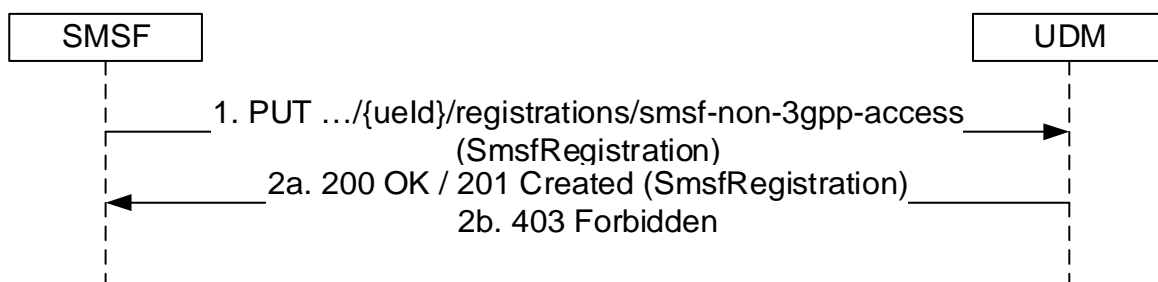 SMSF
UDM
1. PUT …/{ueId}/registrations/smsf-non-3gpp-access
(SmsfRegistration)
2a. 200 OK / 201 Created (SmsfRegistration)
2b. 403 Forbidden